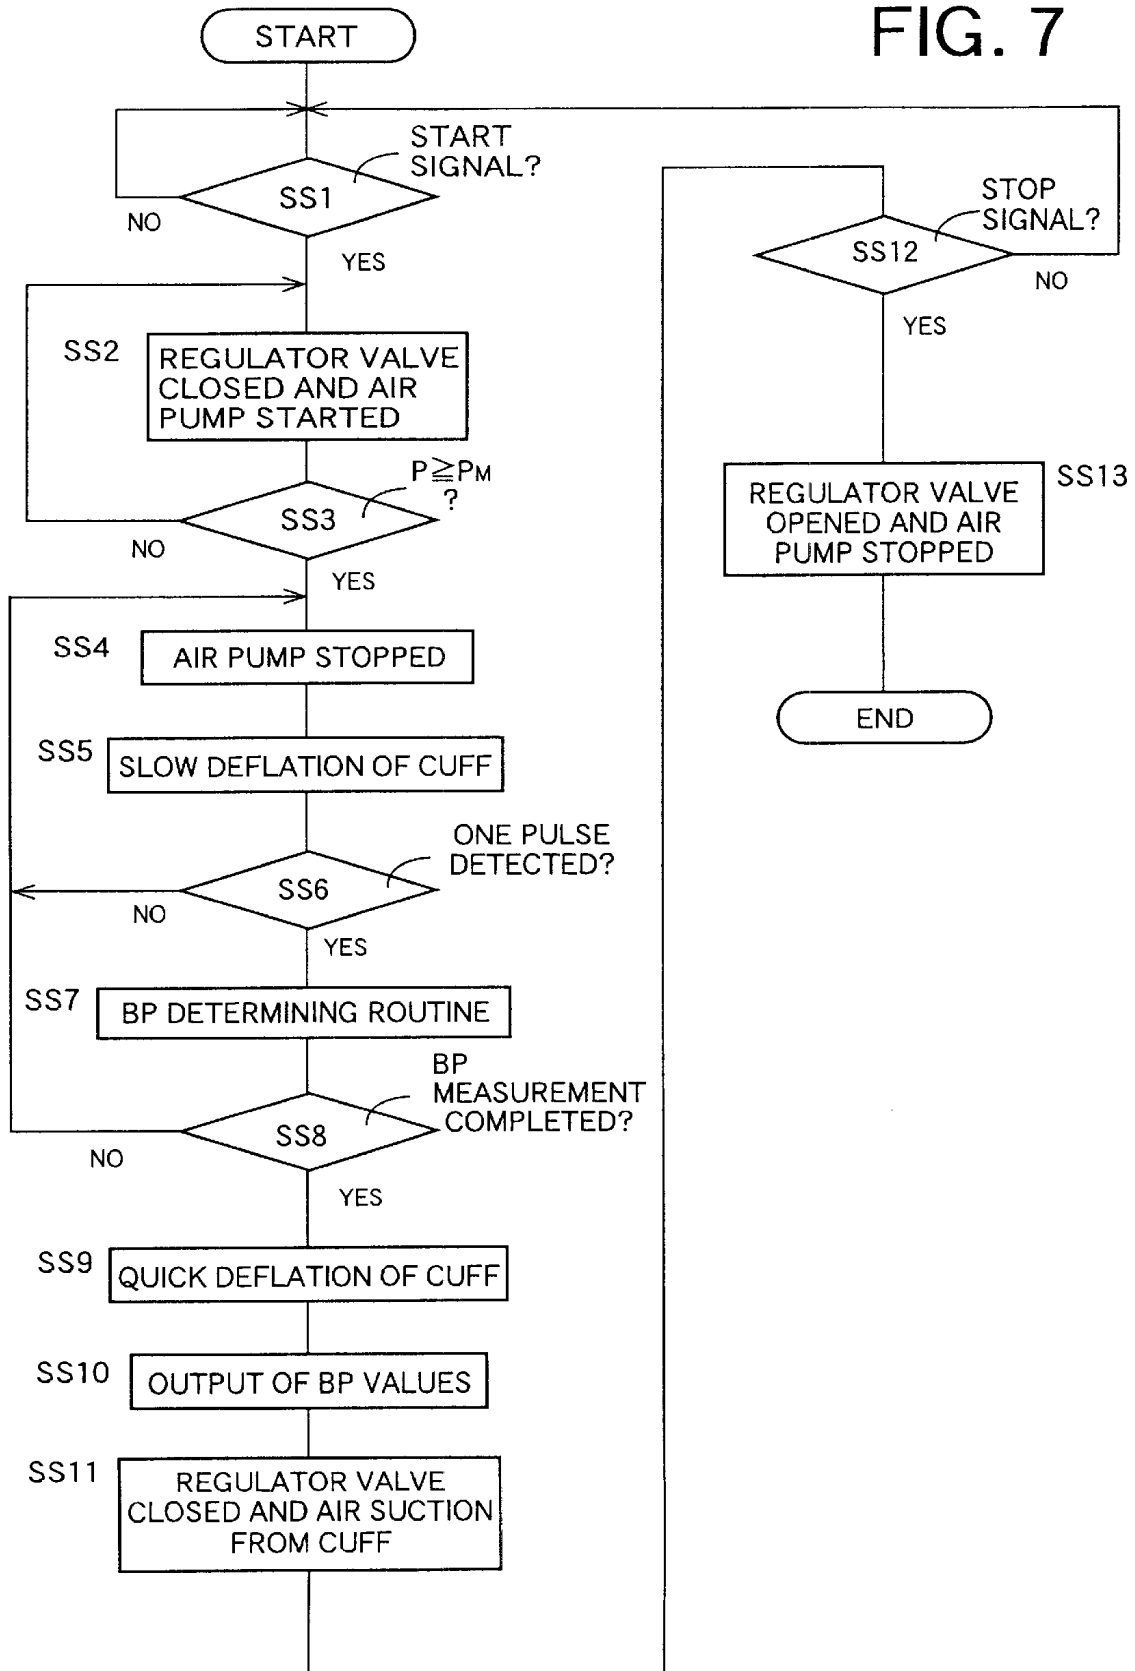 FIG. 7
START
START
SIGNAL?
SS1
NO
YES
SS2
REGULATOR VALVE
CLOSED AND AIR
PUMP STARTED
P≧PM
?
SS3
NO
YES
SS4
AIR PUMP STOPPED
SS5
SLOW DEFLATION OF CUFF
ONE PULSE
DETECTED?
SS6
NO
YES
SS7
BP DETERMINING ROUTINE
BP
MEASUREMENT
COMPLETED?
SS8
NO
YES
SS9
QUICK DEFLATION OF CUFF
SS10
OUTPUT OF BP VALUES
SS11
REGULATOR VALVE
CLOSED AND AIR SUCTION
FROM CUFF
STOP
SIGNAL?
SS12
NO
YES
SS13
REGULATOR VALVE
OPENED AND AIR
PUMP STOPPED
END